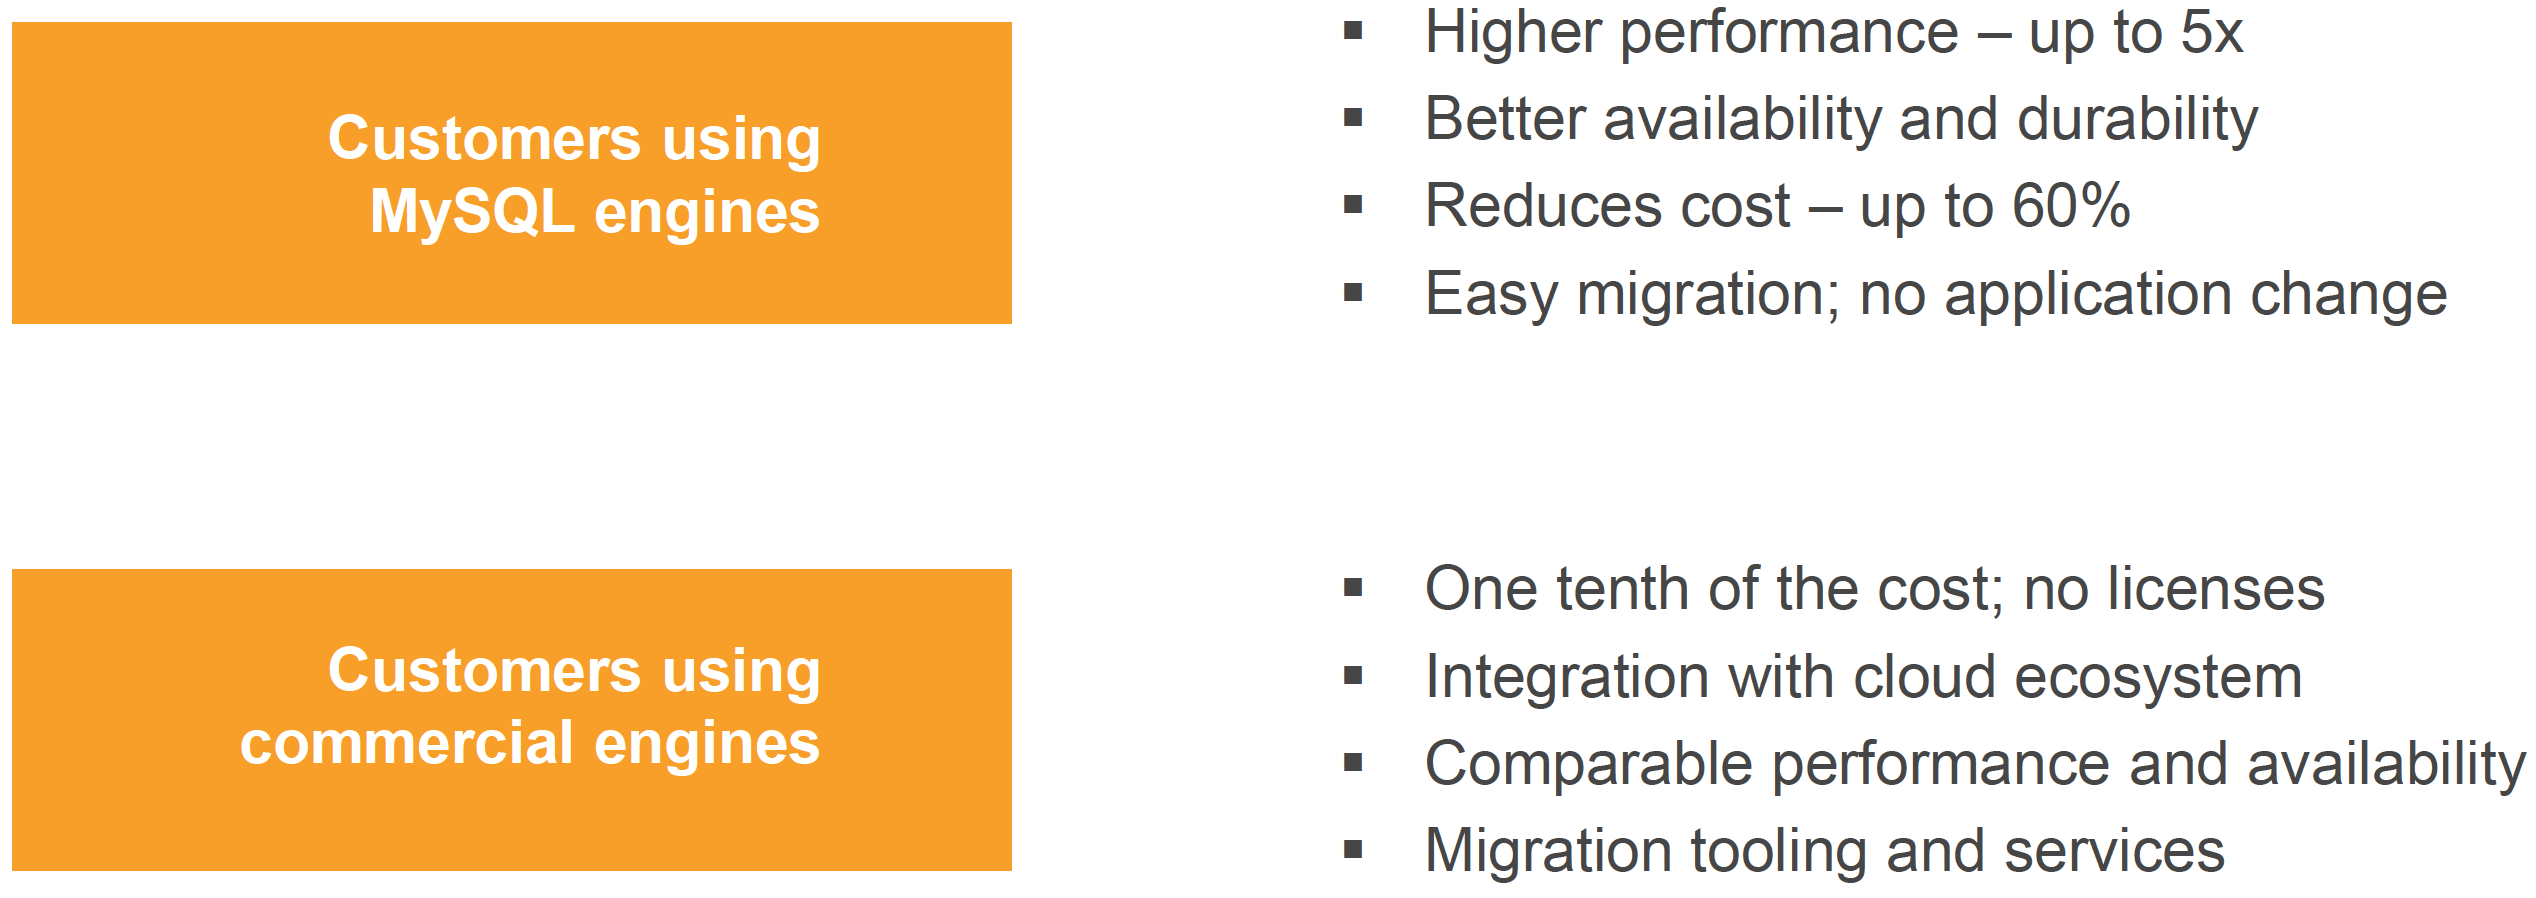 Customers using
MySQL engines
▪ Higher performance – up to 5x
▪ Better availability and durability
▪ Reduces cost – up to 60%
▪ Easy migration; no application change
Customers using
commercial engines
▪ One tenth of the cost; no licenses
▪ Integration with cloud ecosystem
▪ Comparable performance and availability
▪ Migration tooling and services